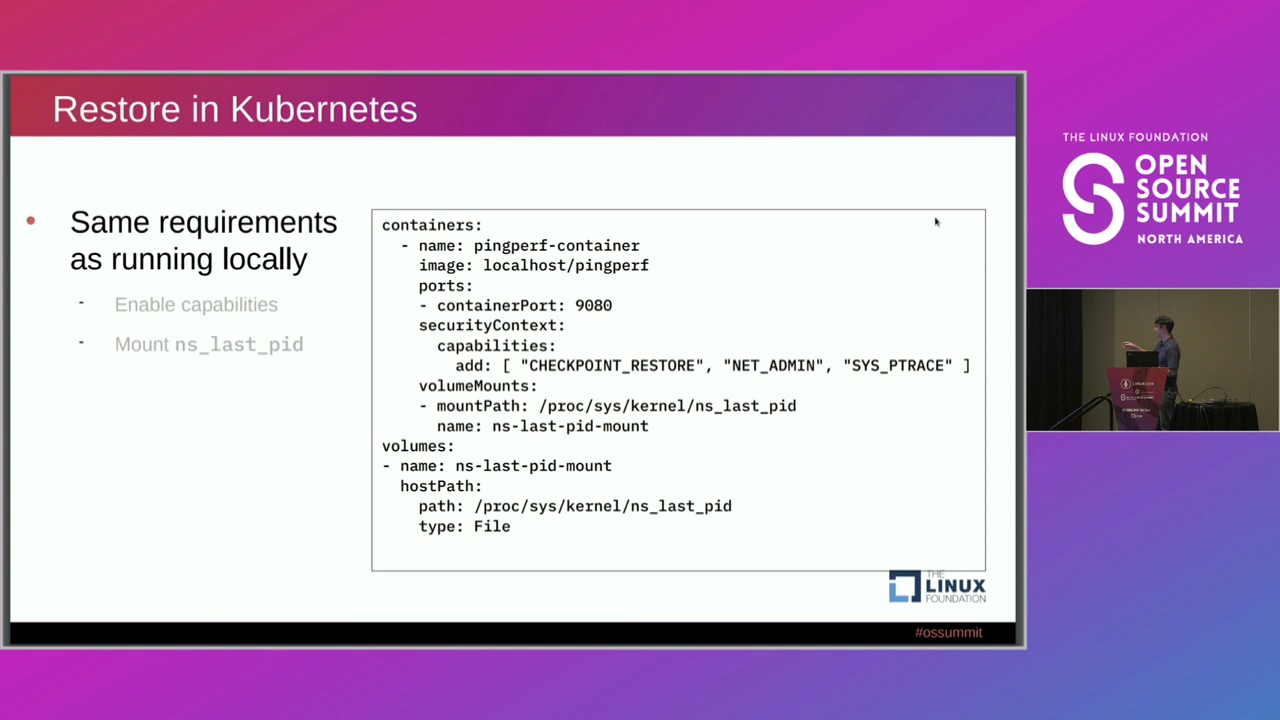 Restore in Kubernetes
• Same requirements
as running locally
- Enable capabilities
- Mount ns_last_pid
containers:
  - name: pingperf-container
    image: localhost/pingperf
    ports:
    - containerPort: 9080
    securityContext:
      capabilities:
        add: [ "CHECKPOINT_RESTORE", "NET_ADMIN", "SYS_PTRACE" ]
    volumeMounts:
    - mountPath: /proc/sys/kernel/ns_last_pid
      name: ns-last-pid-mount
volumes:
- name: ns-last-pid-mount
  hostPath:
    path: /proc/sys/kernel/ns_last_pid
    type: File
THE
LINUX
FOUNDATION
#ossummit
THE LINUX FOUNDATION
OPEN
SOURCE
SUMMIT
NORTH AMERICA